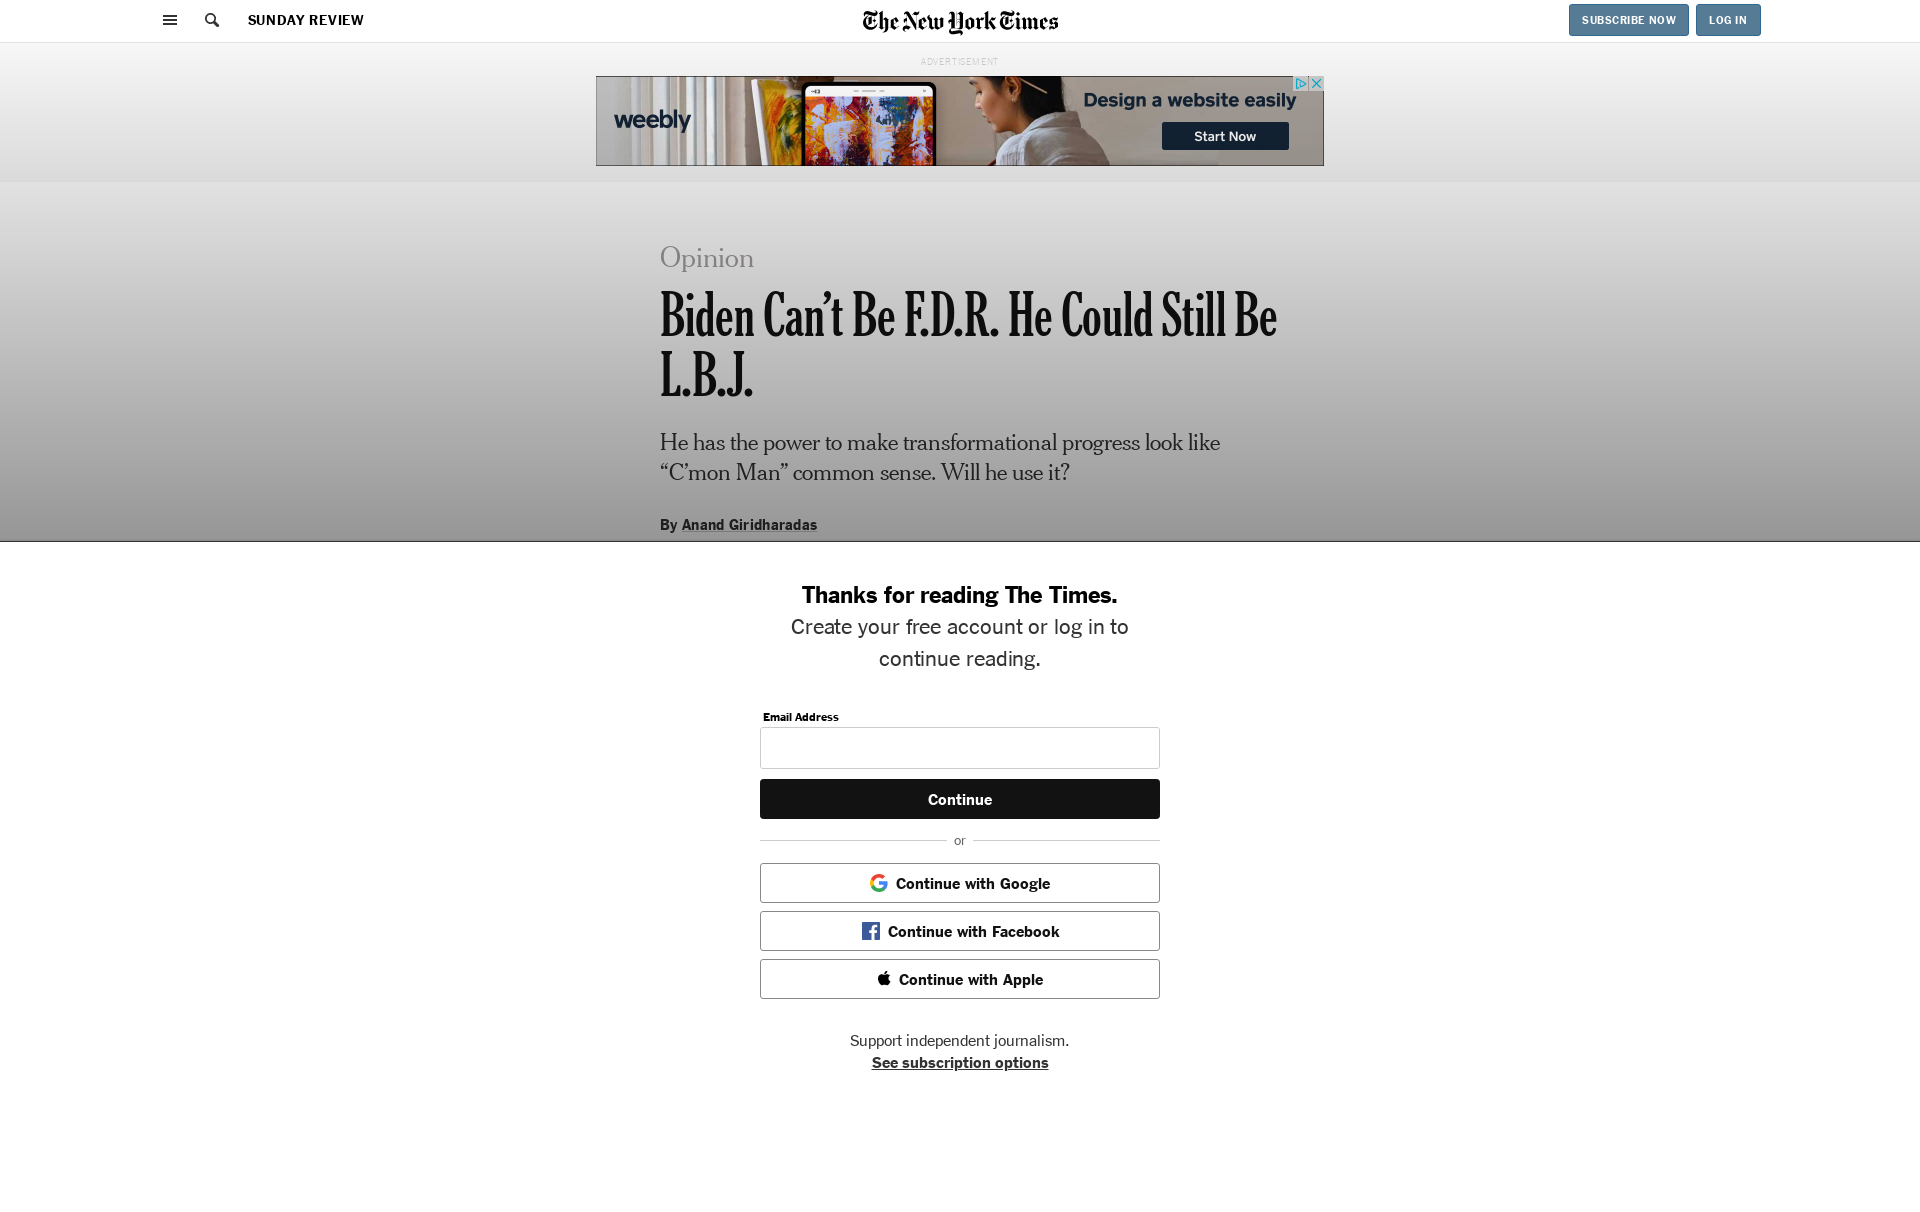 SUNDAY REVIEW
The New York Times
SUBSCRIBE NOW
LOG IN
ADVERTISEMENT
weebly
Design a website easily
Start Now
Opinion
Biden Can’t Be F.D.R. He Could Still Be
L.B.J.
He has the power to make transformational progress look like
“C’mon Man” common sense. Will he use it?
By Anand Giridharadas
Thanks for reading The Times.
Create your free account or log in to
continue reading.
Email Address
Continue
or
Continue with Google
Continue with Facebook
Continue with Apple
Support independent journalism.
See subscription options